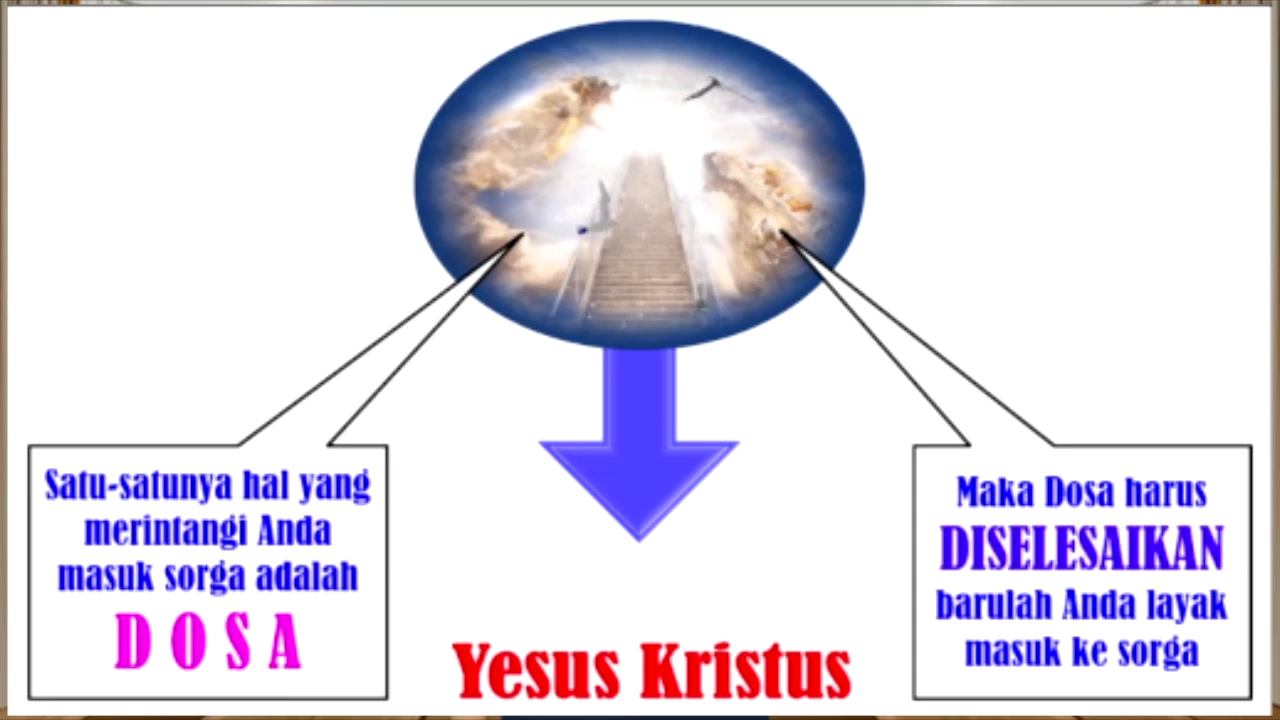 Satu-satunya hal yang
merintangi Anda
masuk sorga adalah
D O S A
Maka Dosa harus
DISELESAIKAN
barulah Anda layak
masuk ke sorga
Yesus Kristus